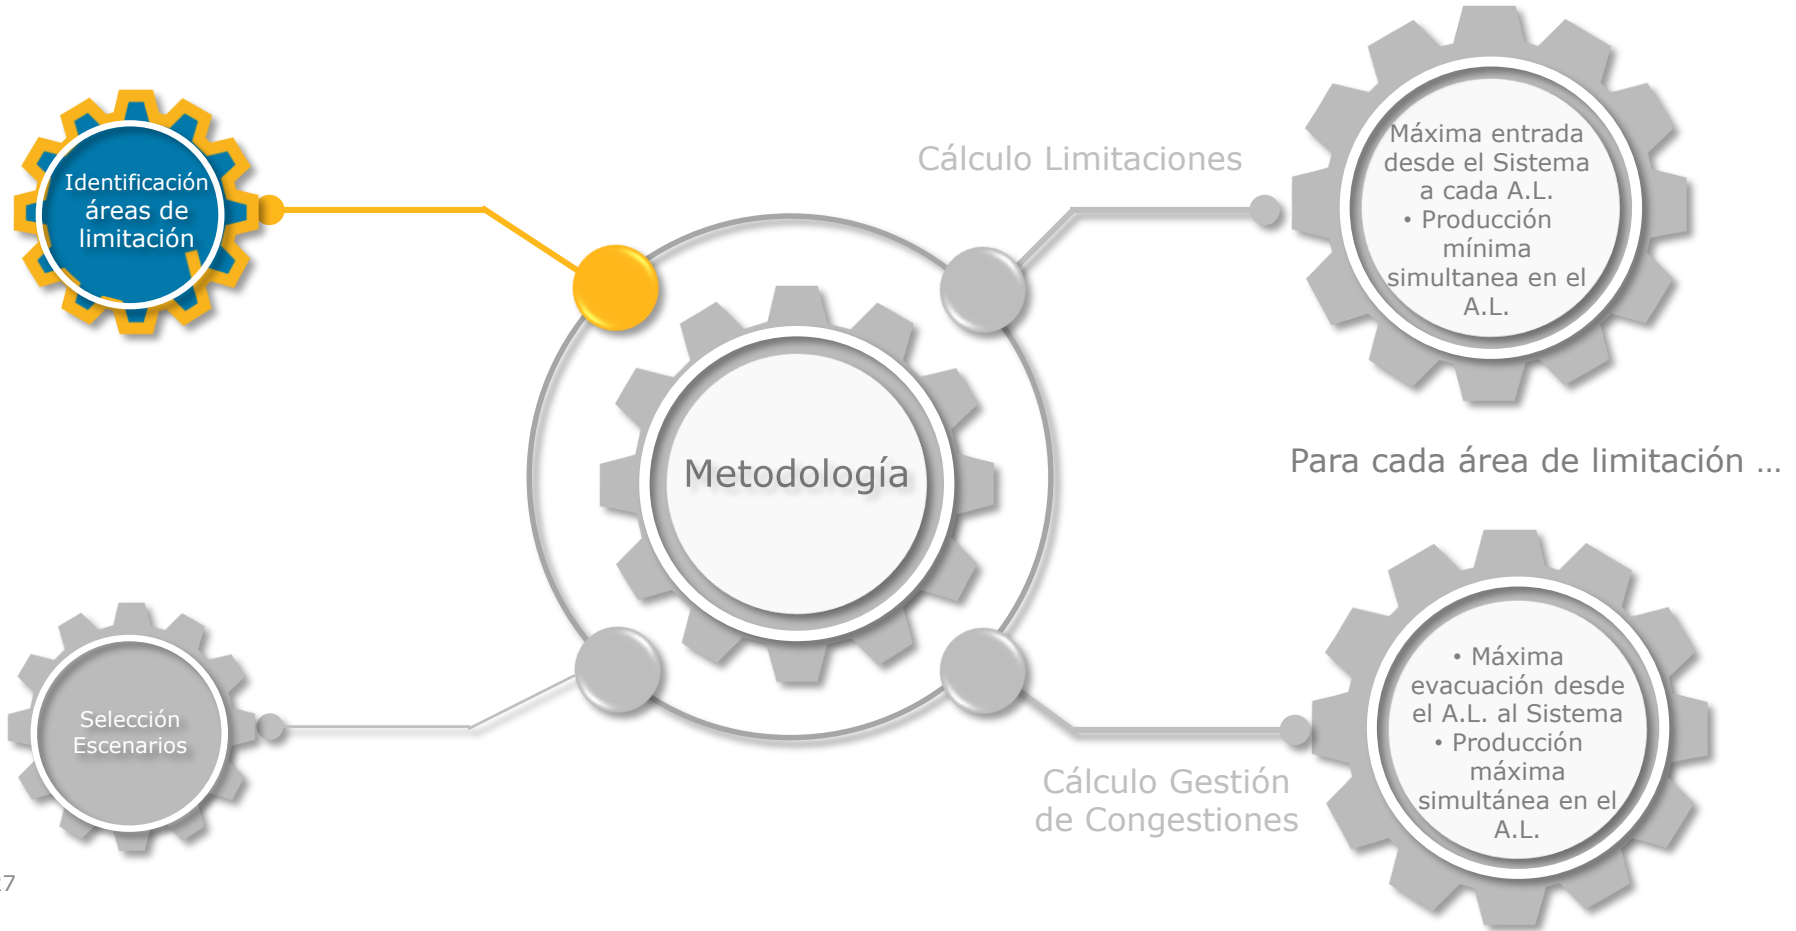 Identificación
áreas de
limitación
Cálculo Limitaciones
Máxima entrada
desde el Sistema
a cada A.L.
• Producción
mínima
simultanea en el
A.L.
Metodología
Para cada área de limitación ...
Selección
Escenarios
Cálculo Gestión
de Congestiones
• Máxima
evacuación desde
el A.L. al Sistema
• Producción
máxima
simultánea en el
A.L.
27